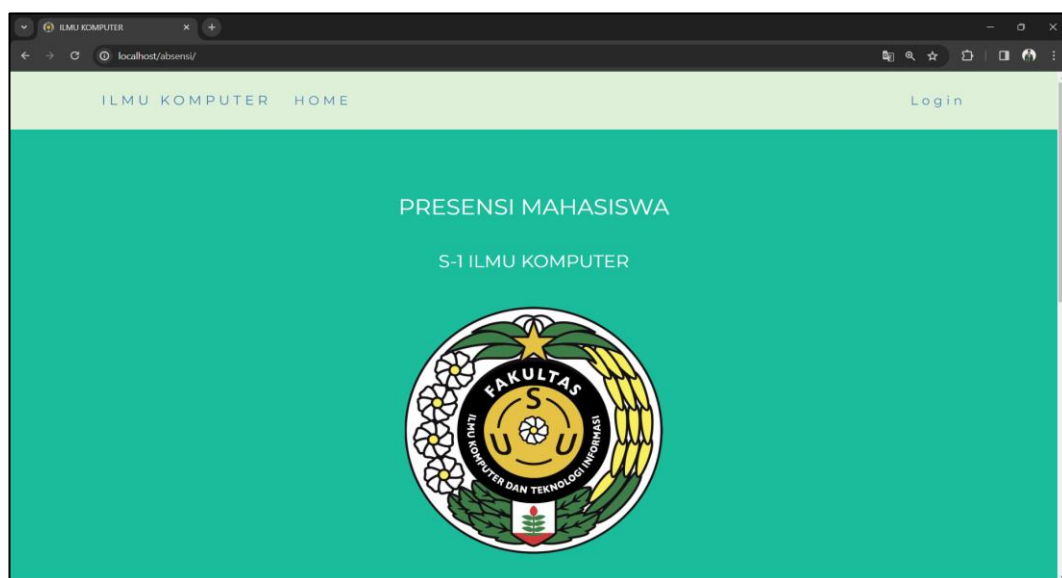 ILMU KOMPUTER
localhost/absensi/
ILMU KOMPUTER HOME Login
PRESENSI MAHASISWA
S-1 ILMU KOMPUTER
FAKULTAS
ILMU KOMPUTER DAN TEKNOLOGI INFORMASI
S
U U